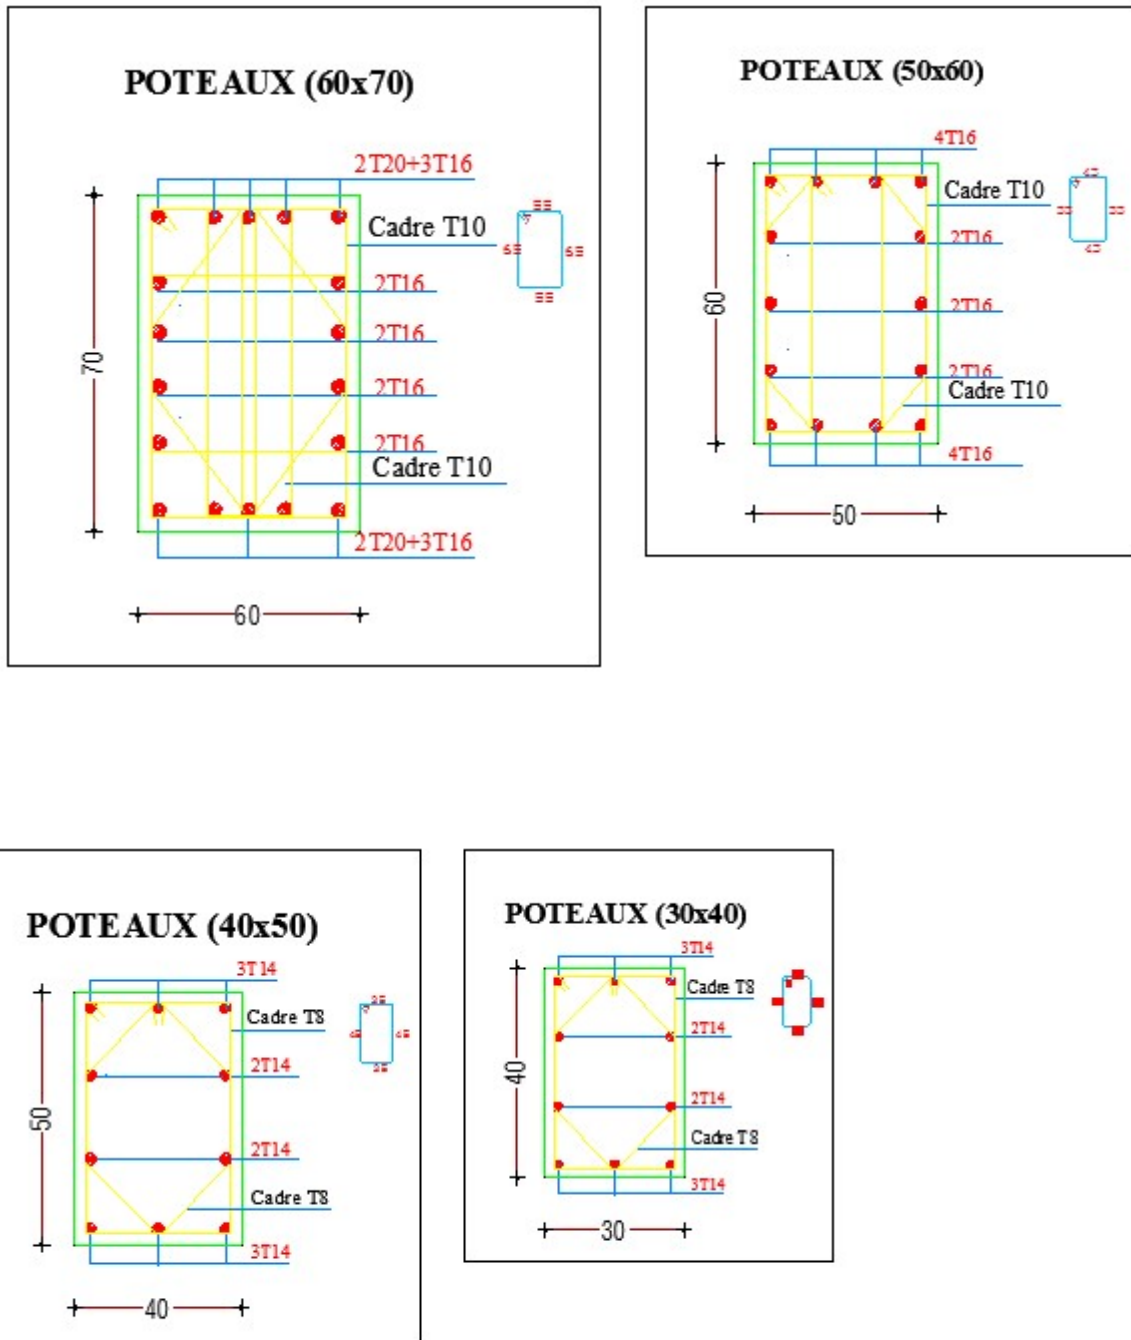 POTEAUX (60x70)
2T20+3T16
Cadre T10
2T16
2T16
2T16
2T16
Cadre T10
2T20+3T16
70
60
POTEAUX (50x60)
4T16
Cadre T10
2T16
2T16
2T16
Cadre T10
4T16
60
50
POTEAUX (40x50)
3T14
Cadre T8
2T14
2T14
Cadre T8
3T14
50
40
POTEAUX (30x40)
3T14
Cadre T8
2T14
2T14
Cadre T8
3T14
40
30